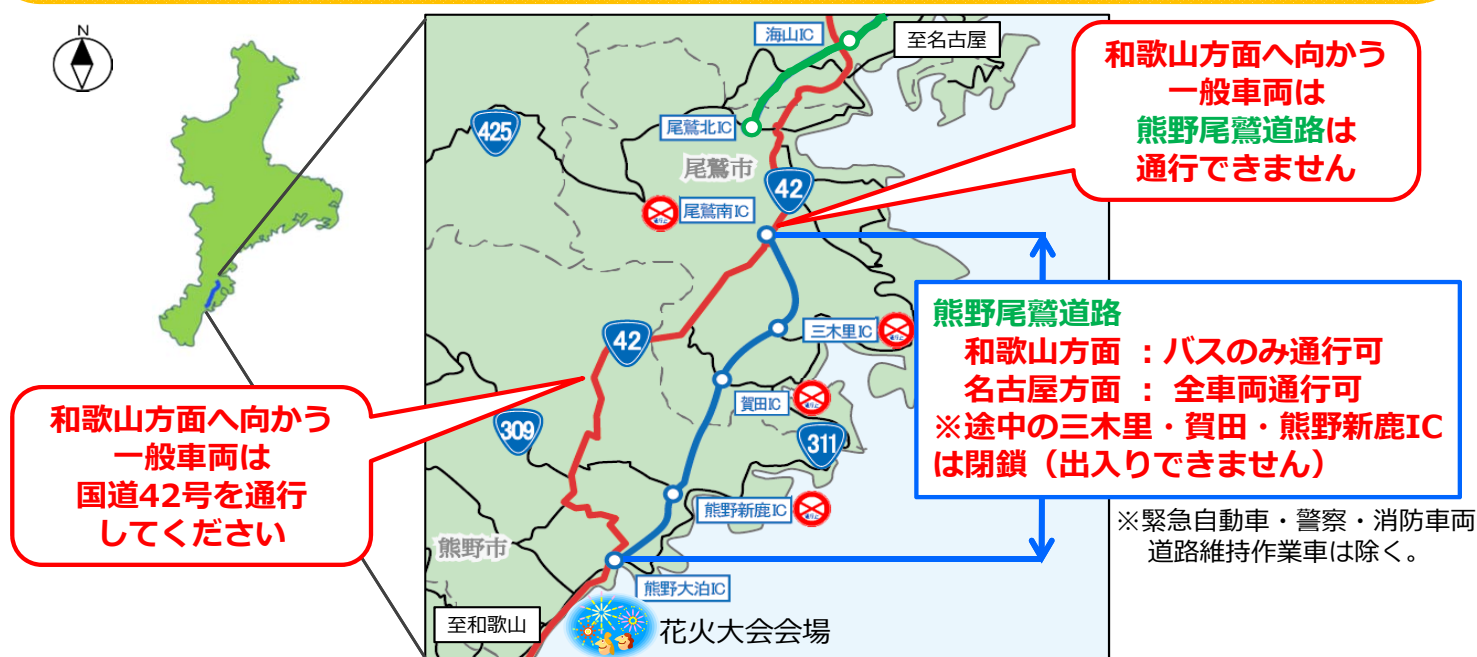 N
海山IC
至名古屋
和歌山方面へ向かう
一般車両は
熊野尾鷲道路は
通行できません
425
尾鷲北IC
尾鷲市
42
尾鷲南IC
熊野尾鷲道路
和歌山方面 ：バスのみ通行可
名古屋方面 ： 全車両通行可
※途中の三木里・賀田・熊野新鹿IC
は閉鎖（出入りできません）
三木里IC
42
賀田IC
和歌山方面へ向かう
一般車両は
国道42号を通行
してください
309
311
熊野新鹿IC
※緊急自動車・警察・消防車両
道路維持作業車は除く。
熊野市
熊野大泊IC
至和歌山
花火大会会場